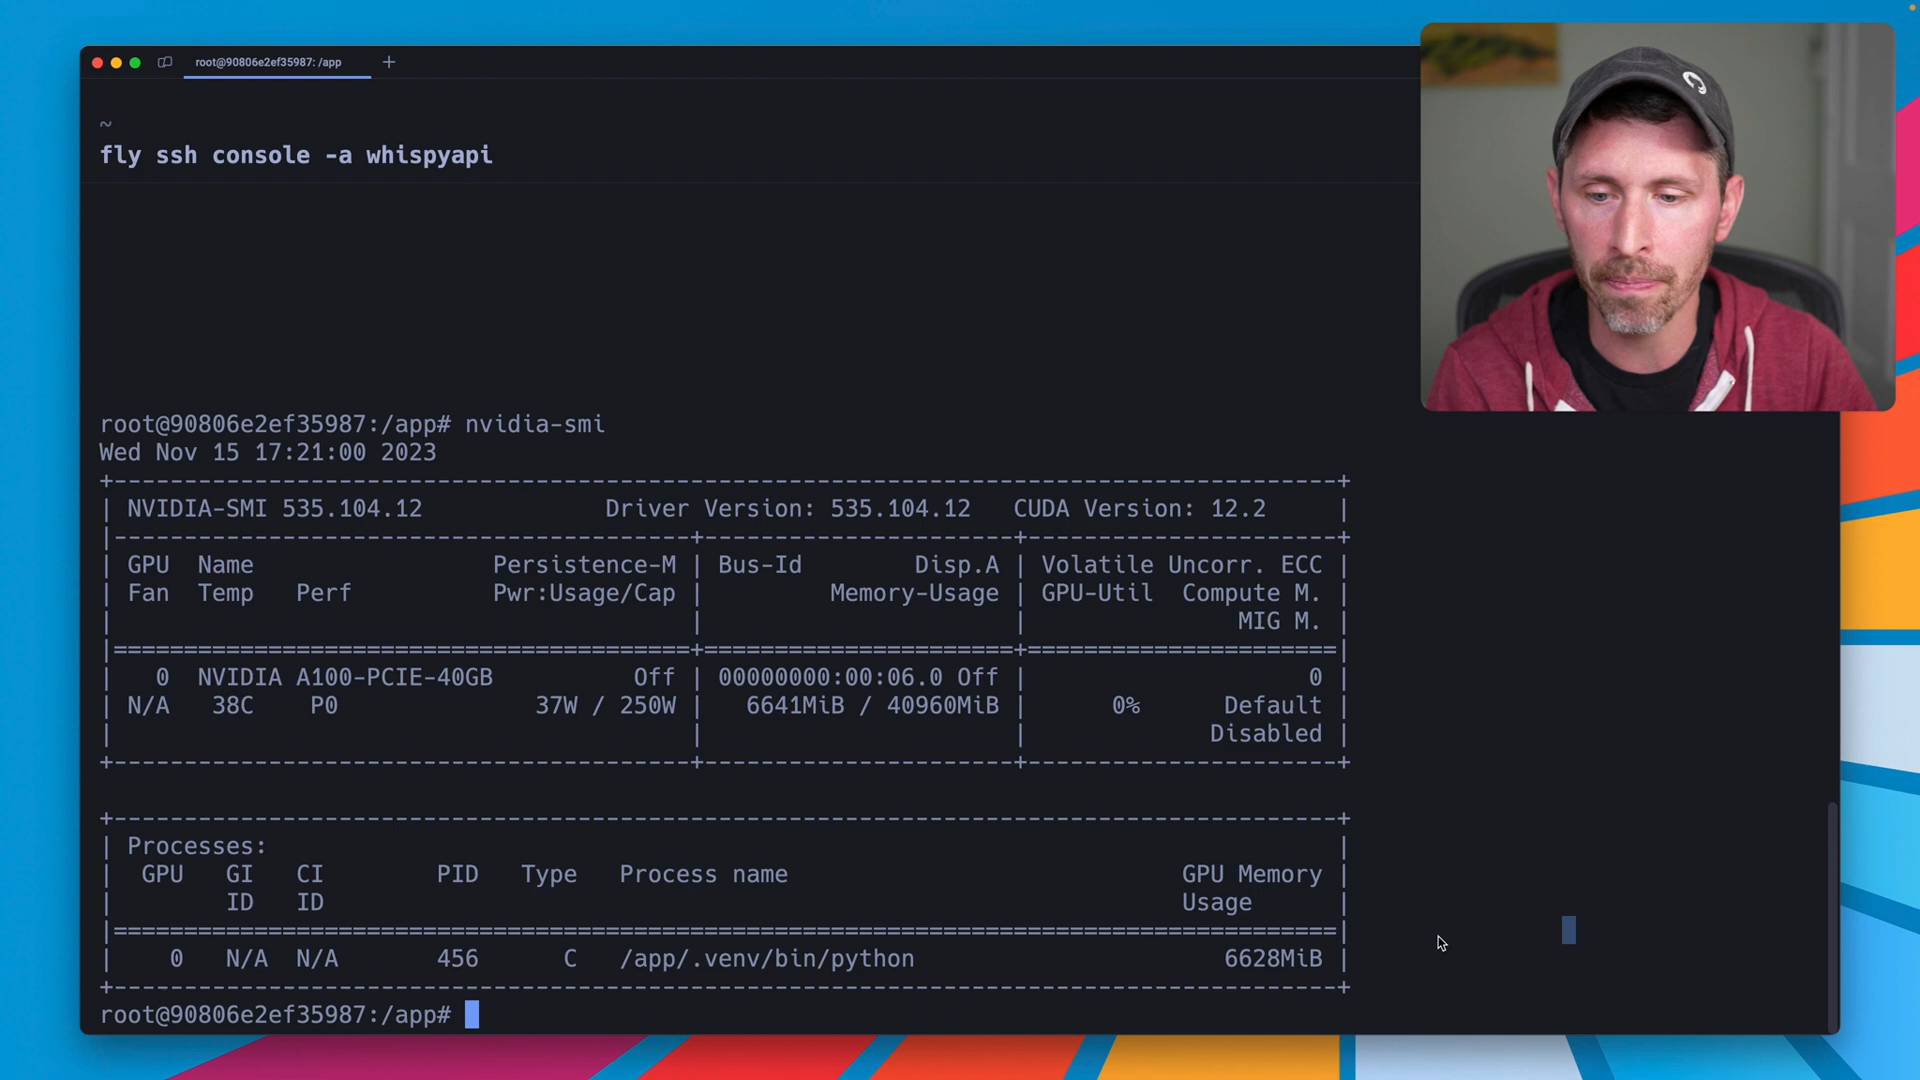 root@90806e2ef35987: /app +
~
fly ssh console -a whispyapi
root@90806e2ef35987:/app# nvidia-smi
Wed Nov 15 17:21:00 2023
+---------------------------------------------------------------------------------------+
| NVIDIA-SMI 535.104.12             Driver Version: 535.104.12   CUDA Version: 12.2     |
|-----------------------------------------+----------------------+----------------------+
| GPU  Name                 Persistence-M | Bus-Id        Disp.A | Volatile Uncorr. ECC |
| Fan  Temp   Perf          Pwr:Usage/Cap |         Memory-Usage | GPU-Util  Compute M. |
|                                         |                      |               MIG M. |
|=========================================+======================+======================|
|   0  NVIDIA A100-PCIE-40GB          Off | 00000000:00:06.0 Off |                    0 |
| N/A   38C    P0               37W / 250W |   6641MiB / 40960MiB |      0%      Default |
|                                         |                      |             Disabled |
+-----------------------------------------+----------------------+----------------------+
+---------------------------------------------------------------------------------------+
| Processes:                                                                            |
|  GPU   GI   CI        PID   Type   Process name                            GPU Memory |
|        ID   ID                                                             Usage      |
|=======================================================================================|
|    0   N/A  N/A       456      C   /app/.venv/bin/python                      6628MiB |
+---------------------------------------------------------------------------------------+
root@90806e2ef35987:/app#